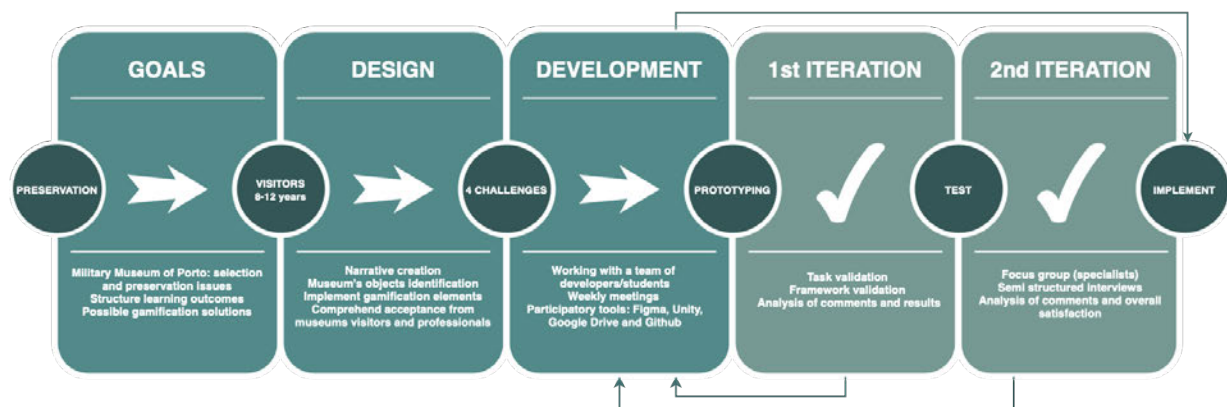 GOALS
DESIGN
DEVELOPMENT
1st ITERATION
2nd ITERATION
PRESERVATION
VISITORS
8-12 years
4 CHALLENGES
PROTOTYPING
TEST
IMPLEMENT
Military Museum of Porto: selection
and preservation issues
Structure learning outcomes
Possible gamification solutions
Narrative creation
Museum's objects identification
Implement gamification elements
Comprehend acceptance from
museums visitors and professionals
Working with a team of
developers/students
Weekly meetings
Participatory tools: Figma, Unity,
Google Drive and Github
Task validation
Framework validation
Analysis of comments and results
Focus group (specialists)
Semi structured interviews
Analysis of comments and overall
satisfaction